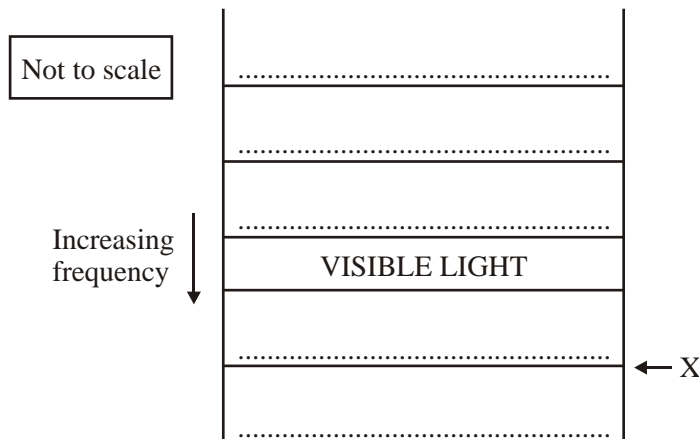 Not to scale
Increasing
frequency
VISIBLE LIGHT
X